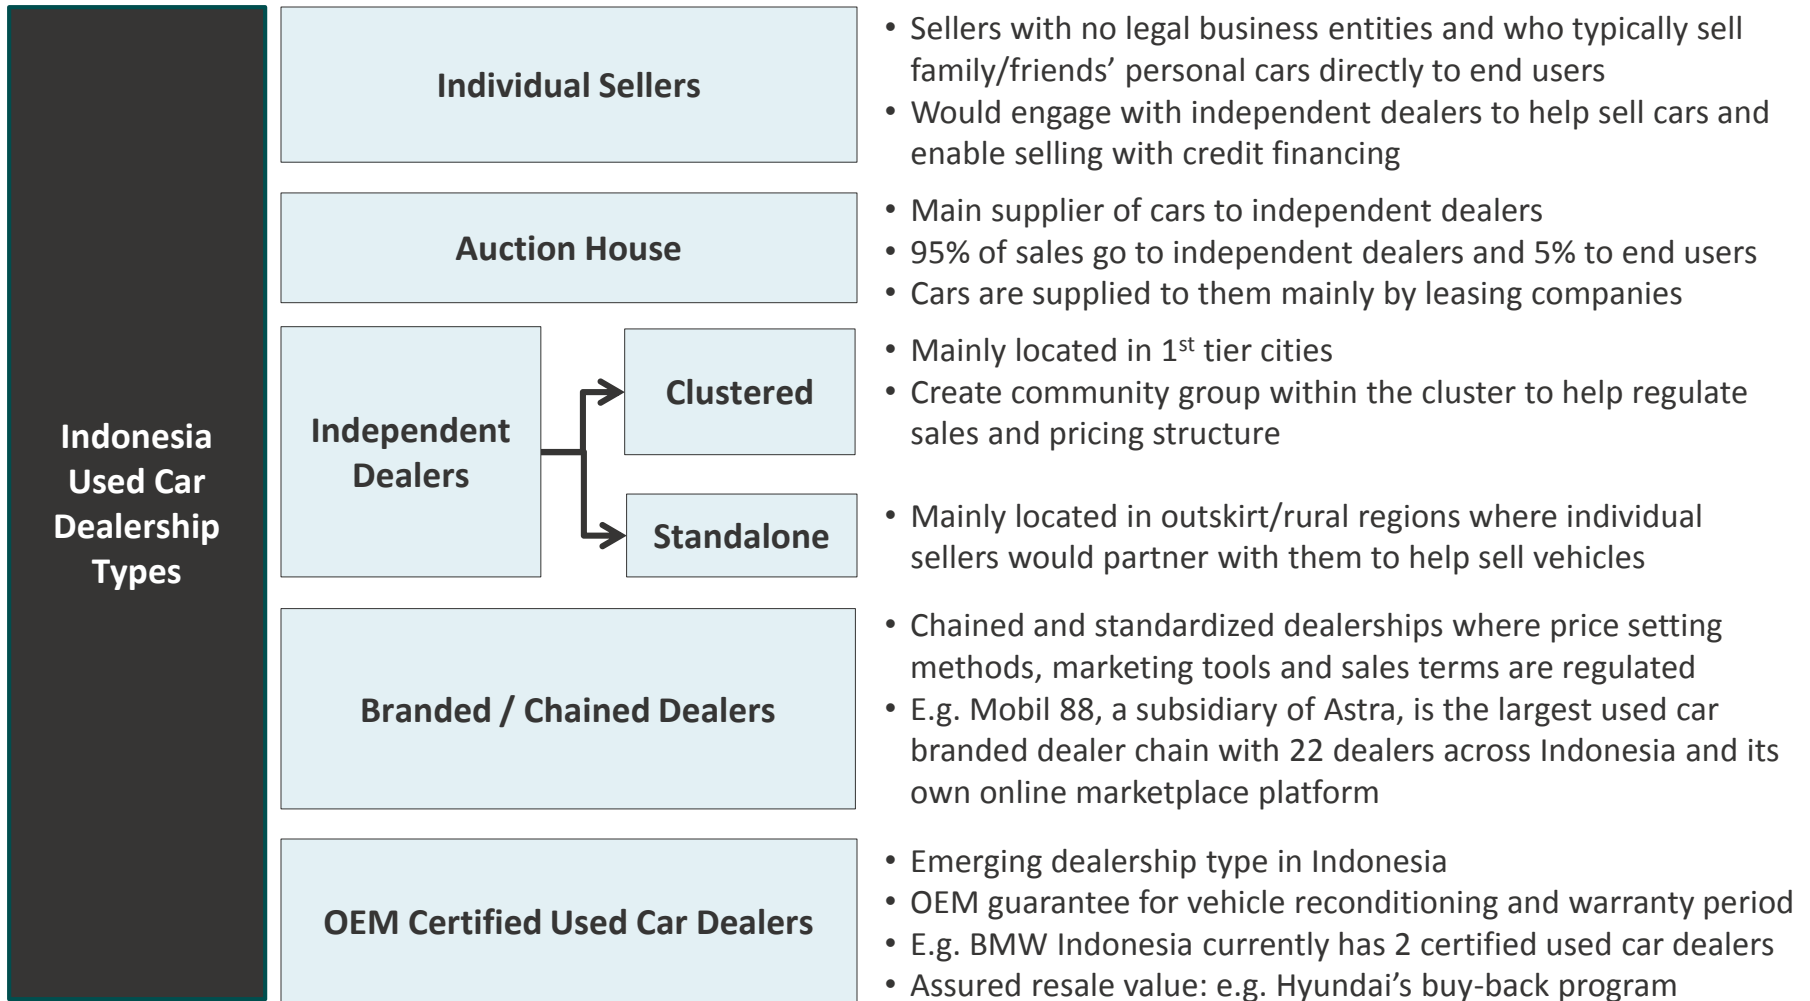 Indonesia
Used Car
Dealership
Types
Individual Sellers
• Sellers with no legal business entities and who typically sell
family/friends’ personal cars directly to end users
• Would engage with independent dealers to help sell cars and
enable selling with credit financing
Auction House
• Main supplier of cars to independent dealers
• 95% of sales go to independent dealers and 5% to end users
• Cars are supplied to them mainly by leasing companies
Independent
Dealers
Clustered
• Mainly located in 1st tier cities
• Create community group within the cluster to help regulate
sales and pricing structure
Standalone
• Mainly located in outskirt/rural regions where individual
sellers would partner with them to help sell vehicles
Branded / Chained Dealers
• Chained and standardized dealerships where price setting
methods, marketing tools and sales terms are regulated
• E.g. Mobil 88, a subsidiary of Astra, is the largest used car
branded dealer chain with 22 dealers across Indonesia and its
own online marketplace platform
OEM Certified Used Car Dealers
• Emerging dealership type in Indonesia
• OEM guarantee for vehicle reconditioning and warranty period
• E.g. BMW Indonesia currently has 2 certified used car dealers
• Assured resale value: e.g. Hyundai’s buy-back program